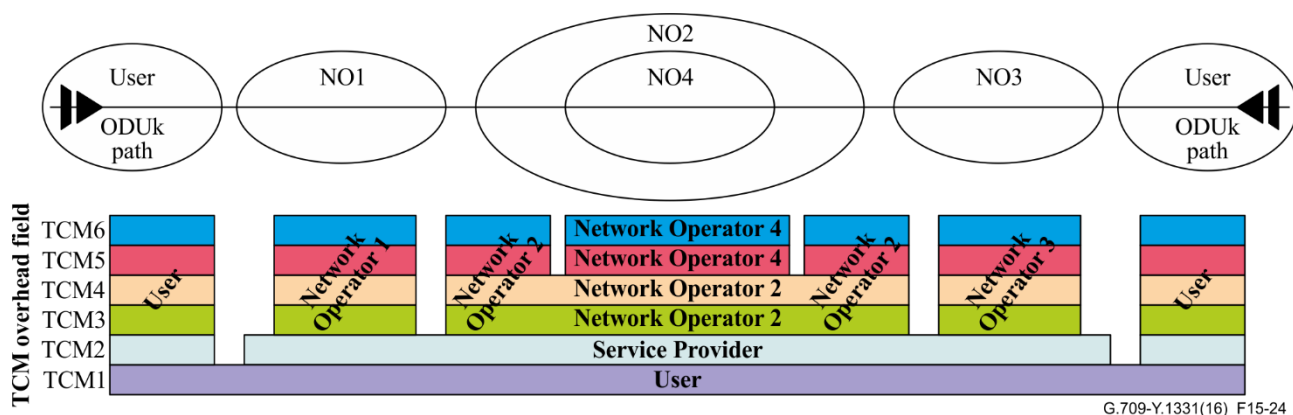 NO2
User
NO1
NO4
NO3
User
ODUk
path
ODUk
path
TCM overhead field
TCM6
TCM5
TCM4
TCM3
TCM2
TCM1
User
Network
Operator 1
Network
Operator 2
Network Operator 4
Network Operator 4
Network Operator 2
Network Operator 2
Network
Operator 2
Network
Operator 3
User
Service Provider
User
G.709-Y.1331(16)_F15-24